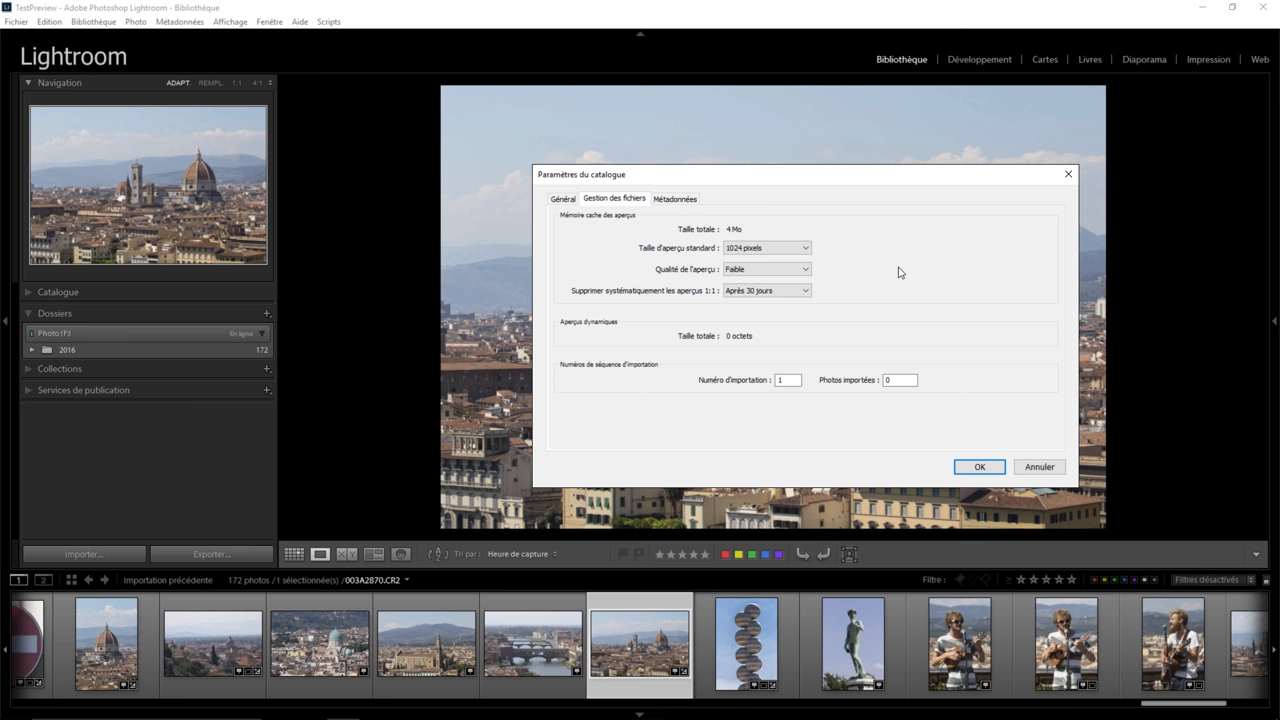 TestPreview - Adobe Photoshop Lightroom - Bibliothèque
Fichier Edition Bibliothèque Photo Métadonnées Affichage Fenêtre Aide Scripts
Lightroom
Bibliothèque | Développement | Cartes | Livres | Diaporama | Impression | Web
Navigation ADAPT. REMPL. 1:1 4:1
Catalogue
Dossiers
Photo (F3 En ligne
2016 172
Collections
Services de publication
Importer... Exporter...
Paramètres du catalogue
Général Gestion des fichiers Métadonnées
Mémoire cache des aperçus
Taille totale : 4 Mo
Taille d'aperçu standard : 1024 pixels
Qualité de l'aperçu : Faible
Supprimer systématiquement les aperçus 1:1 : Après 30 jours
Aperçus dynamiques
Taille totale : 0 octets
Numéros de séquence d'importation
Numéro d'importation : 1 Photos importées : 0
OK Annuler
Tri par : Heure de capture
1 2 Importation précédente 172 photos / 1 sélectionnée(s) / 003A2870.CR2 Filtre : Filtres désactivés